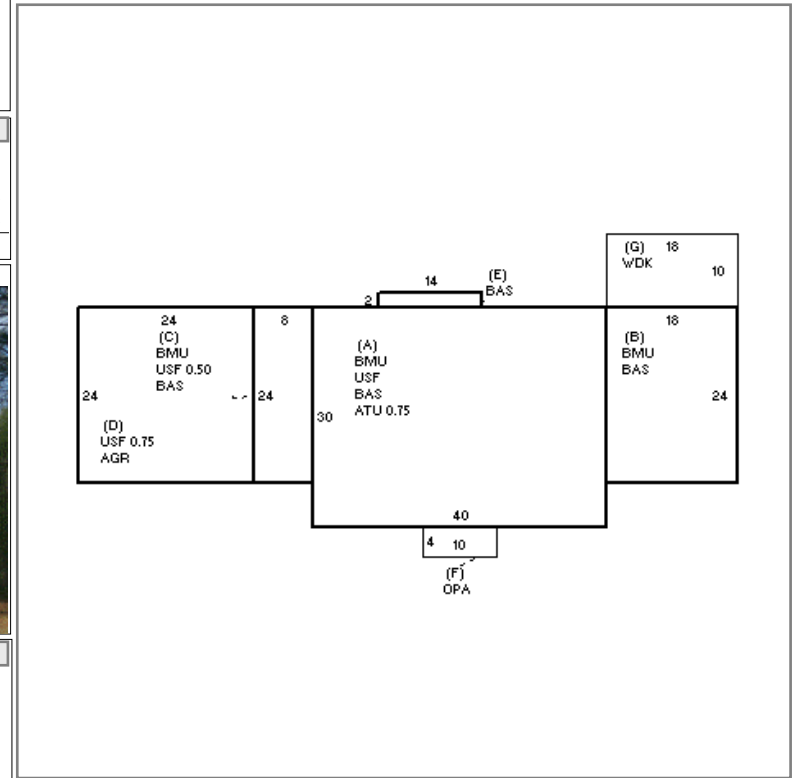 (G) 18
WDK
10
14
(E)
BAS
2
24
8
18
(C)
BMU
USF 0.50
BAS
(A)
BMU
USF
BAS
ATU 0.75
(B)
BMU
BAS
24
24
24
30
(D)
USF 0.75
AGR
40
4 10
(F)
OPA